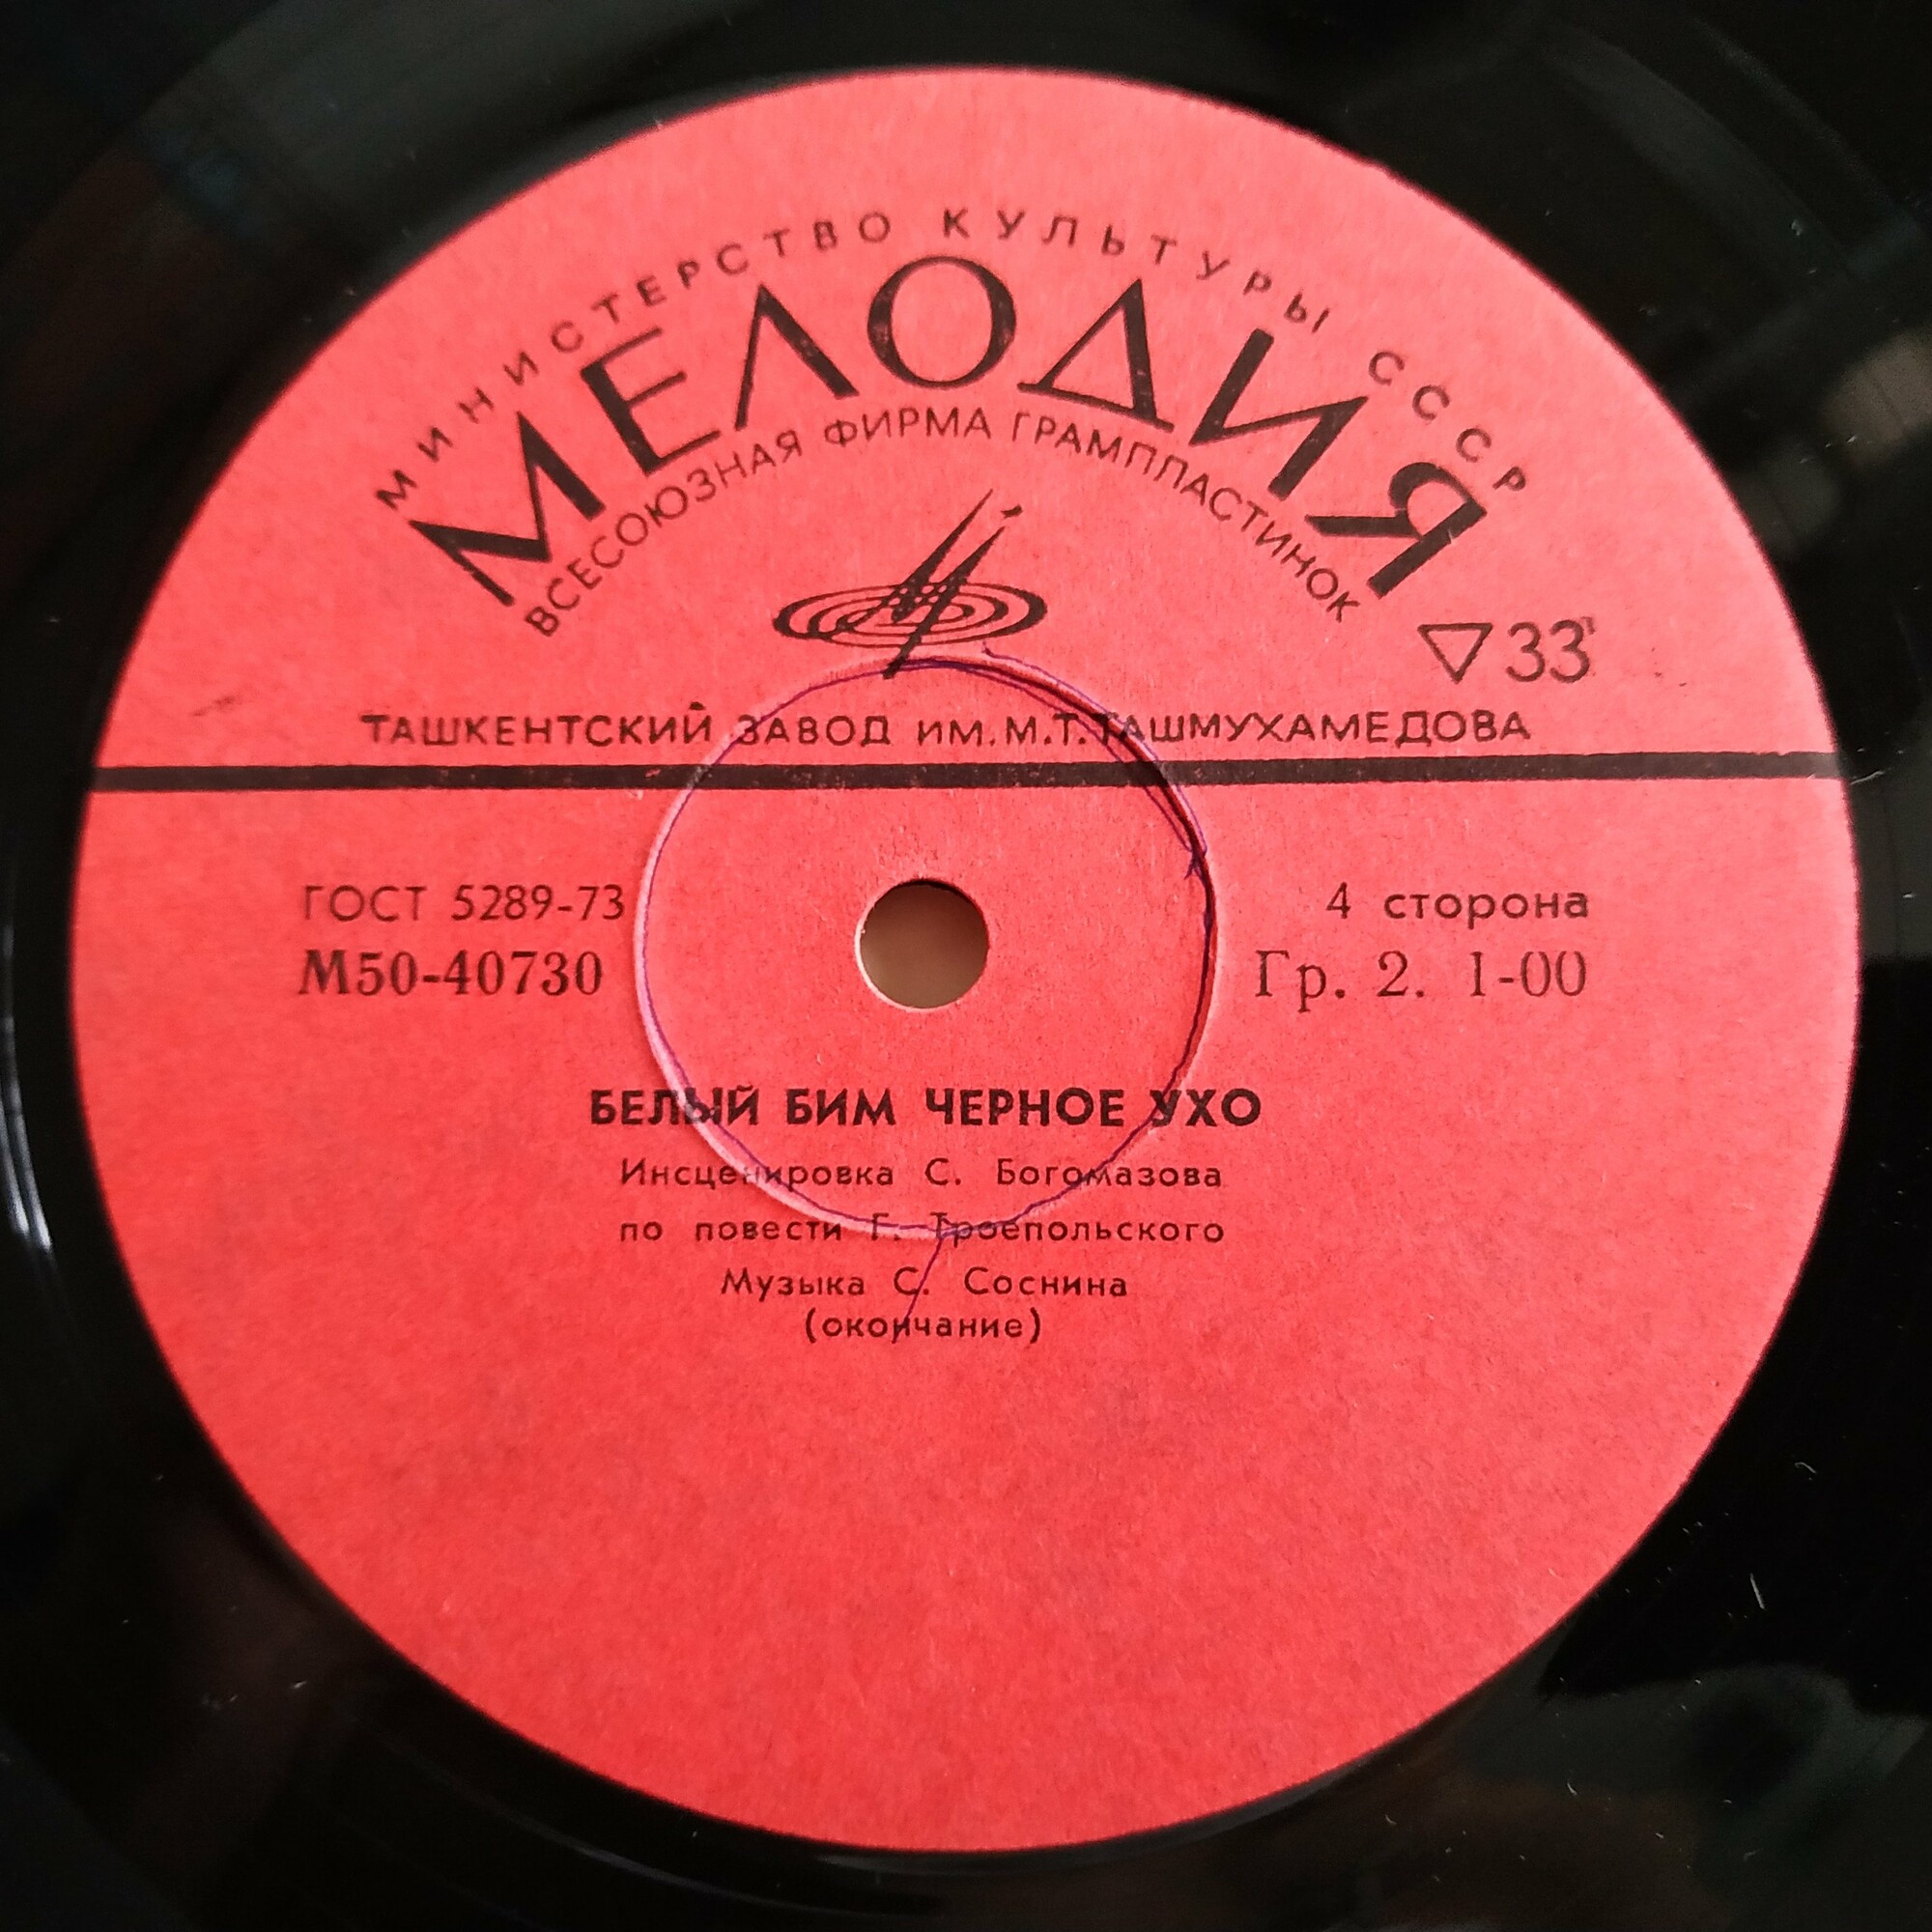 МИНИСТЕРСТВО КУЛЬТУРЫ СССР
МЕЛОДИЯ
ВСЕСОЮЗНАЯ ФИРМА ГРАМПЛАСТИНОК
▽33
ТАШКЕНТСКИЙ ЗАВОД ИМ. М.Т. ТАШМУХАМЕДОВА
ГОСТ 5289-73
4 сторона
М50-40730
Гр. 2. 1-00
БЕЛЫЙ БИМ ЧЕРНОЕ УХО
Инсценировка С. Богомазова
по повести Г. Троепольского
Музыка С. Соснина
(окончание)